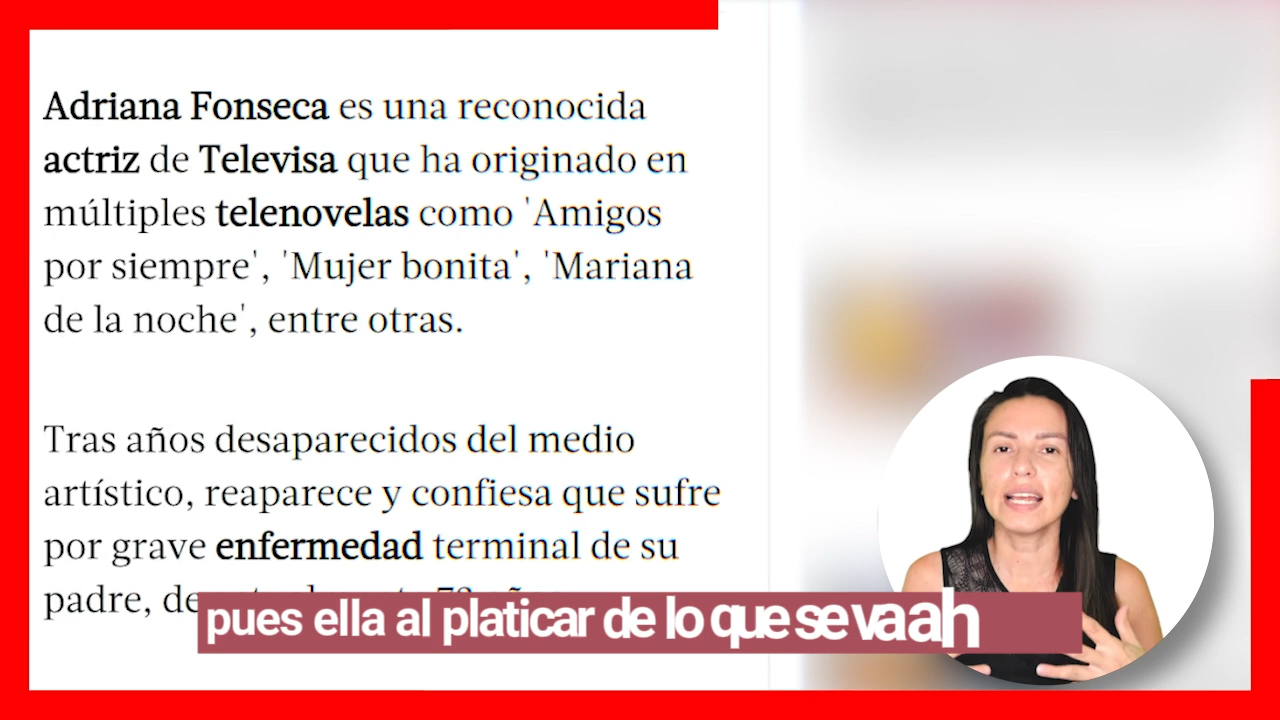 Adriana Fonseca es una reconocida
actriz de Televisa que ha originado en
múltiples telenovelas como 'Amigos
por siempre', 'Mujer bonita', 'Mariana
de la noche', entre otras.
Tras años desaparecidos del medio
artístico, reaparece y confiesa que sufre
por grave enfermedad terminal de su
padre, de
pues ella al platicar de lo que se va a h